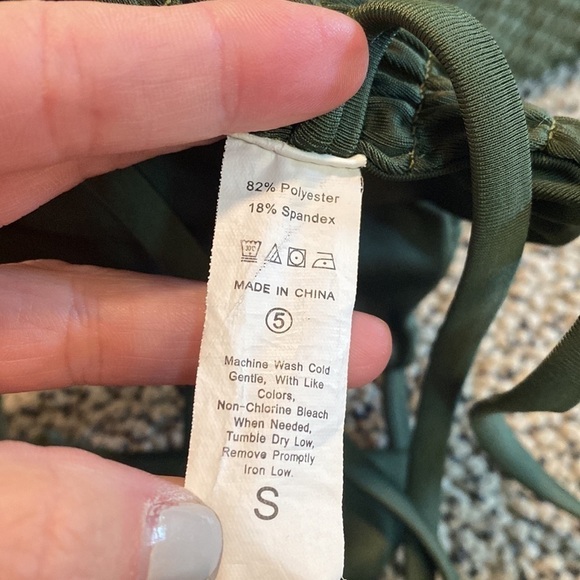 82% Polyester
18% Spandex
30°C
MADE IN CHINA
5
Machine Wash Cold
Gentle, With Like
Colors,
Non-Chlorine Bleach
When Needed,
Tumble Dry Low,
Remove Promptly
Iron Low.
S